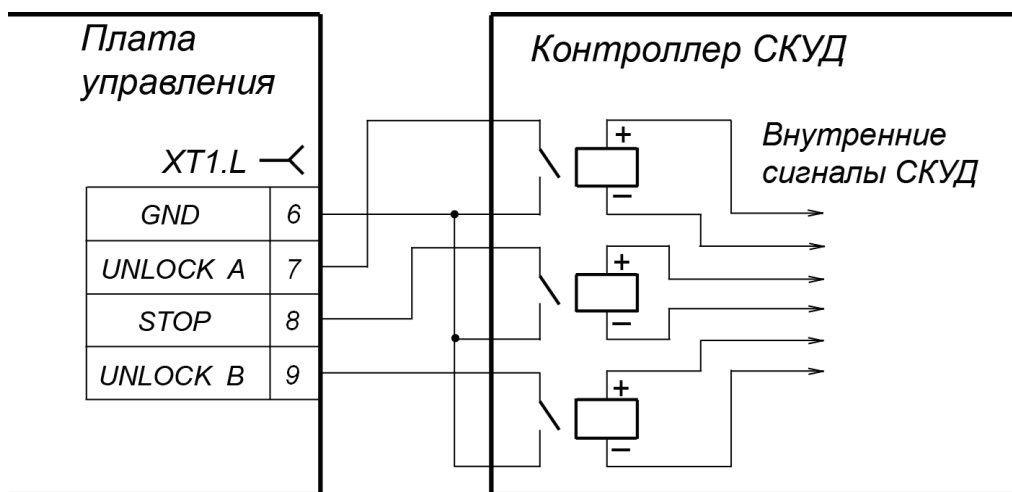 Плата
управления
XT1.L
GND 6
UNLOCK A 7
STOP 8
UNLOCK B 9
Контроллер СКУД
Внутренние
сигналы СКУД
+
−
+
−
+
−